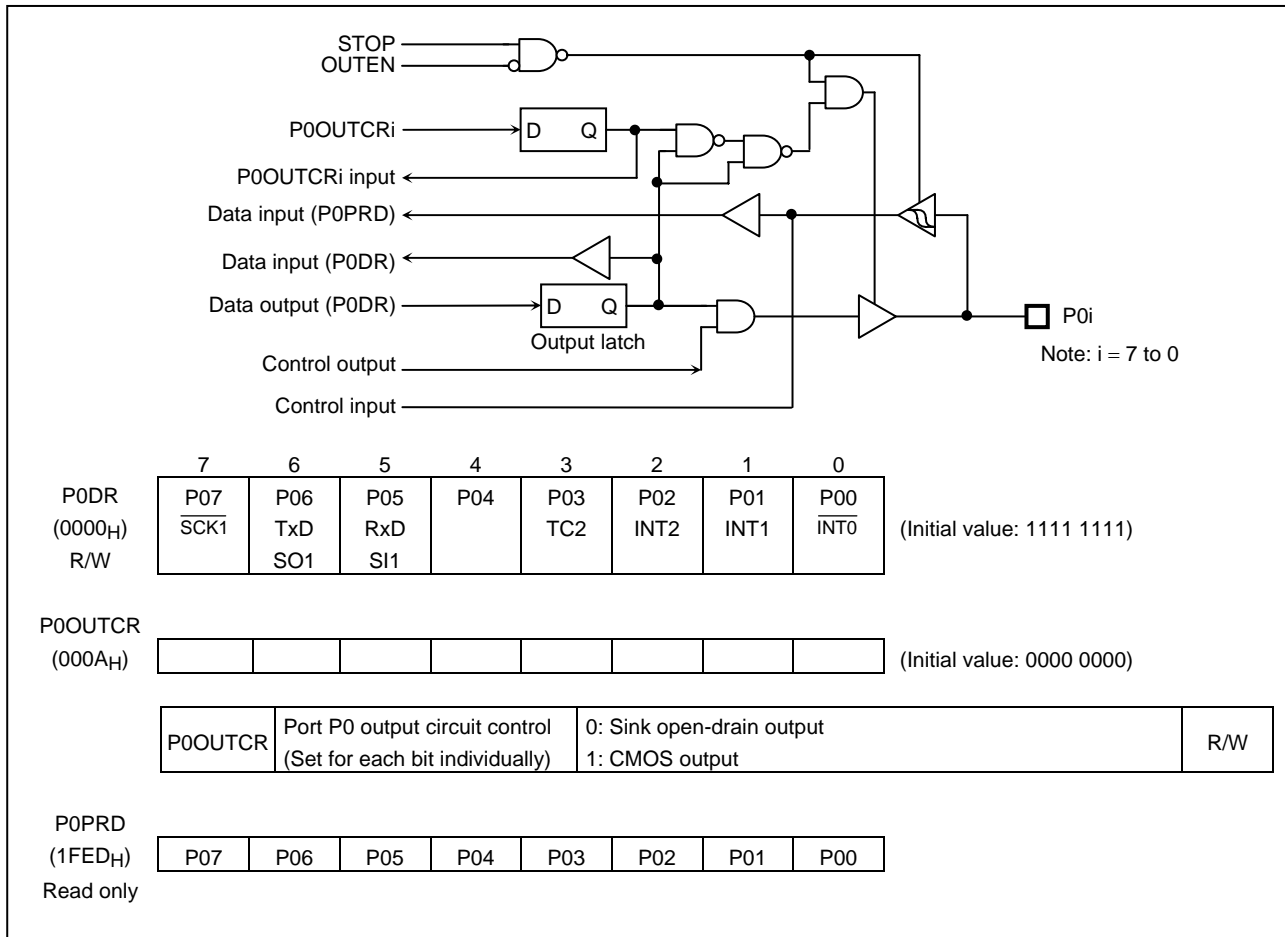 STOP
OUTEN
P0OUTCRi
D Q
P0OUTCRi input
Data input (P0PRD)
Data input (P0DR)
Data output (P0DR)
D Q
Output latch
P0i
Note: i = 7 to 0
Control output
Control input
7 6 5 4 3 2 1 0
P0DR
(0000H)
R/W
P07 P06 P05 P04 P03 P02 P01 P00
SCK1 TxD RxD TC2 INT2 INT1 INT0
SO1 SI1
(Initial value: 1111 1111)
P0OUTCR
(000AH)
(Initial value: 0000 0000)
P0OUTCR
Port P0 output circuit control
(Set for each bit individually)
0: Sink open-drain output
1: CMOS output
R/W
P0PRD
(1FEDH)
Read only
P07 P06 P05 P04 P03 P02 P01 P00